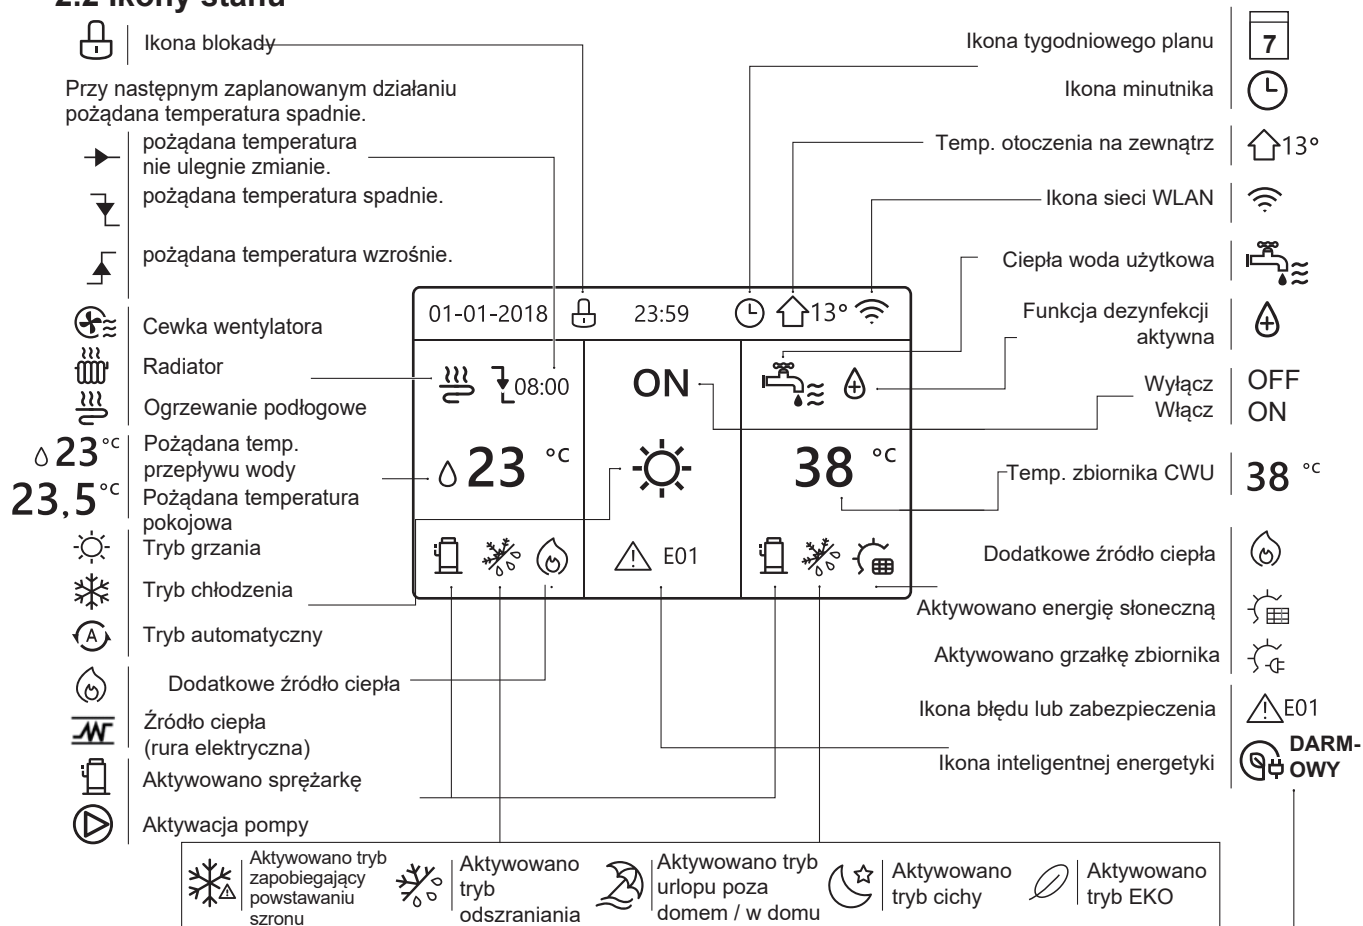 2.2 Ikony stanu
Ikona blokady
Przy następnym zaplanowanym działaniu
pożądana temperatura spadnie.
pożądana temperatura
nie ulegnie zmianie.
pożądana temperatura spadnie.
pożądana temperatura wzrośnie.
Cewka wentylatora
Radiator
Ogrzewanie podłogowe
23°C
Pożądana temp.
przepływu wody
23,5°C
Pożądana temperatura
pokojowa
Tryb grzania
Tryb chłodzenia
A
Tryb automatyczny
Dodatkowe źródło ciepła
Źródło ciepła
(rura elektryczna)
Aktywowano sprężarkę
Aktywacja pompy
01-01-2018
23:59
13°
08:00
23 °C
ON
E01
38 °C
Ikona tygodniowego planu
7
Ikona minutnika
Temp. otoczenia na zewnątrz
13°
Ikona sieci WLAN
Ciepła woda użytkowa
Funkcja dezynfekcji
aktywna
Wyłącz OFF
Włącz ON
Temp. zbiornika CWU
38 °C
Dodatkowe źródło ciepła
Aktywowano energię słoneczną
Aktywowano grzałkę zbiornika
Ikona błędu lub zabezpieczenia
E01
Ikona inteligentnej energetyki
DARM-
OWY
Aktywowano tryb
zapobiegający
powstawaniu
szronu
Aktywowano
tryb
odszraniania
Aktywowano tryb
urlopu poza
domem / w domu
Aktywowano
tryb cichy
Aktywowano
tryb EKO